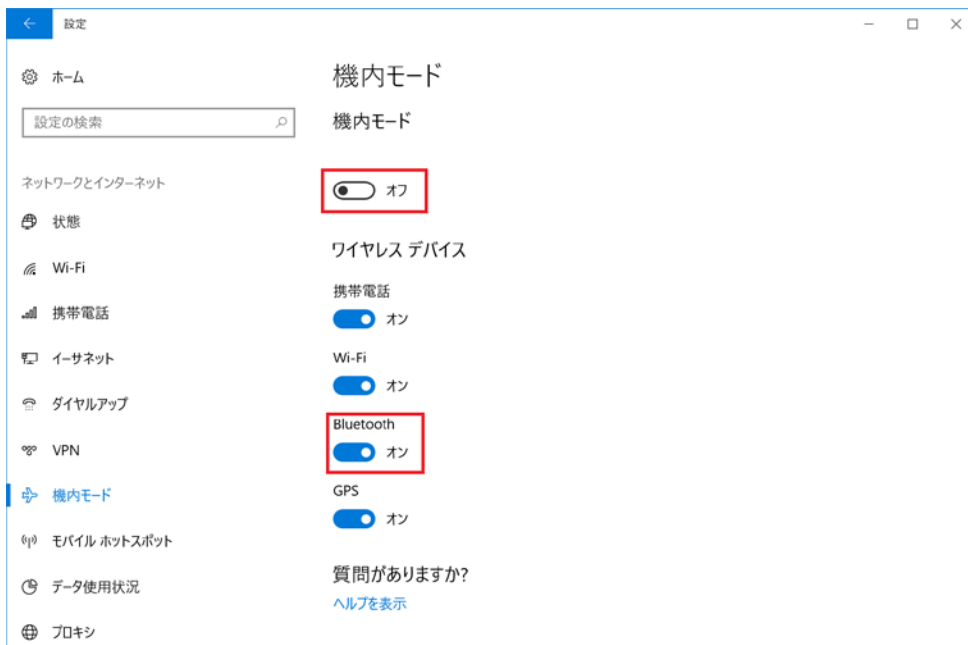 設定
ホーム
設定の検索
ネットワークとインターネット
状態
Wi-Fi
携帯電話
イーサネット
ダイヤルアップ
VPN
機内モード
モバイル ホットスポット
データ使用状況
プロキシ
機内モード
機内モード
オフ
ワイヤレス デバイス
携帯電話
オン
Wi-Fi
オン
Bluetooth
オン
GPS
オン
質問がありますか?
ヘルプを表示